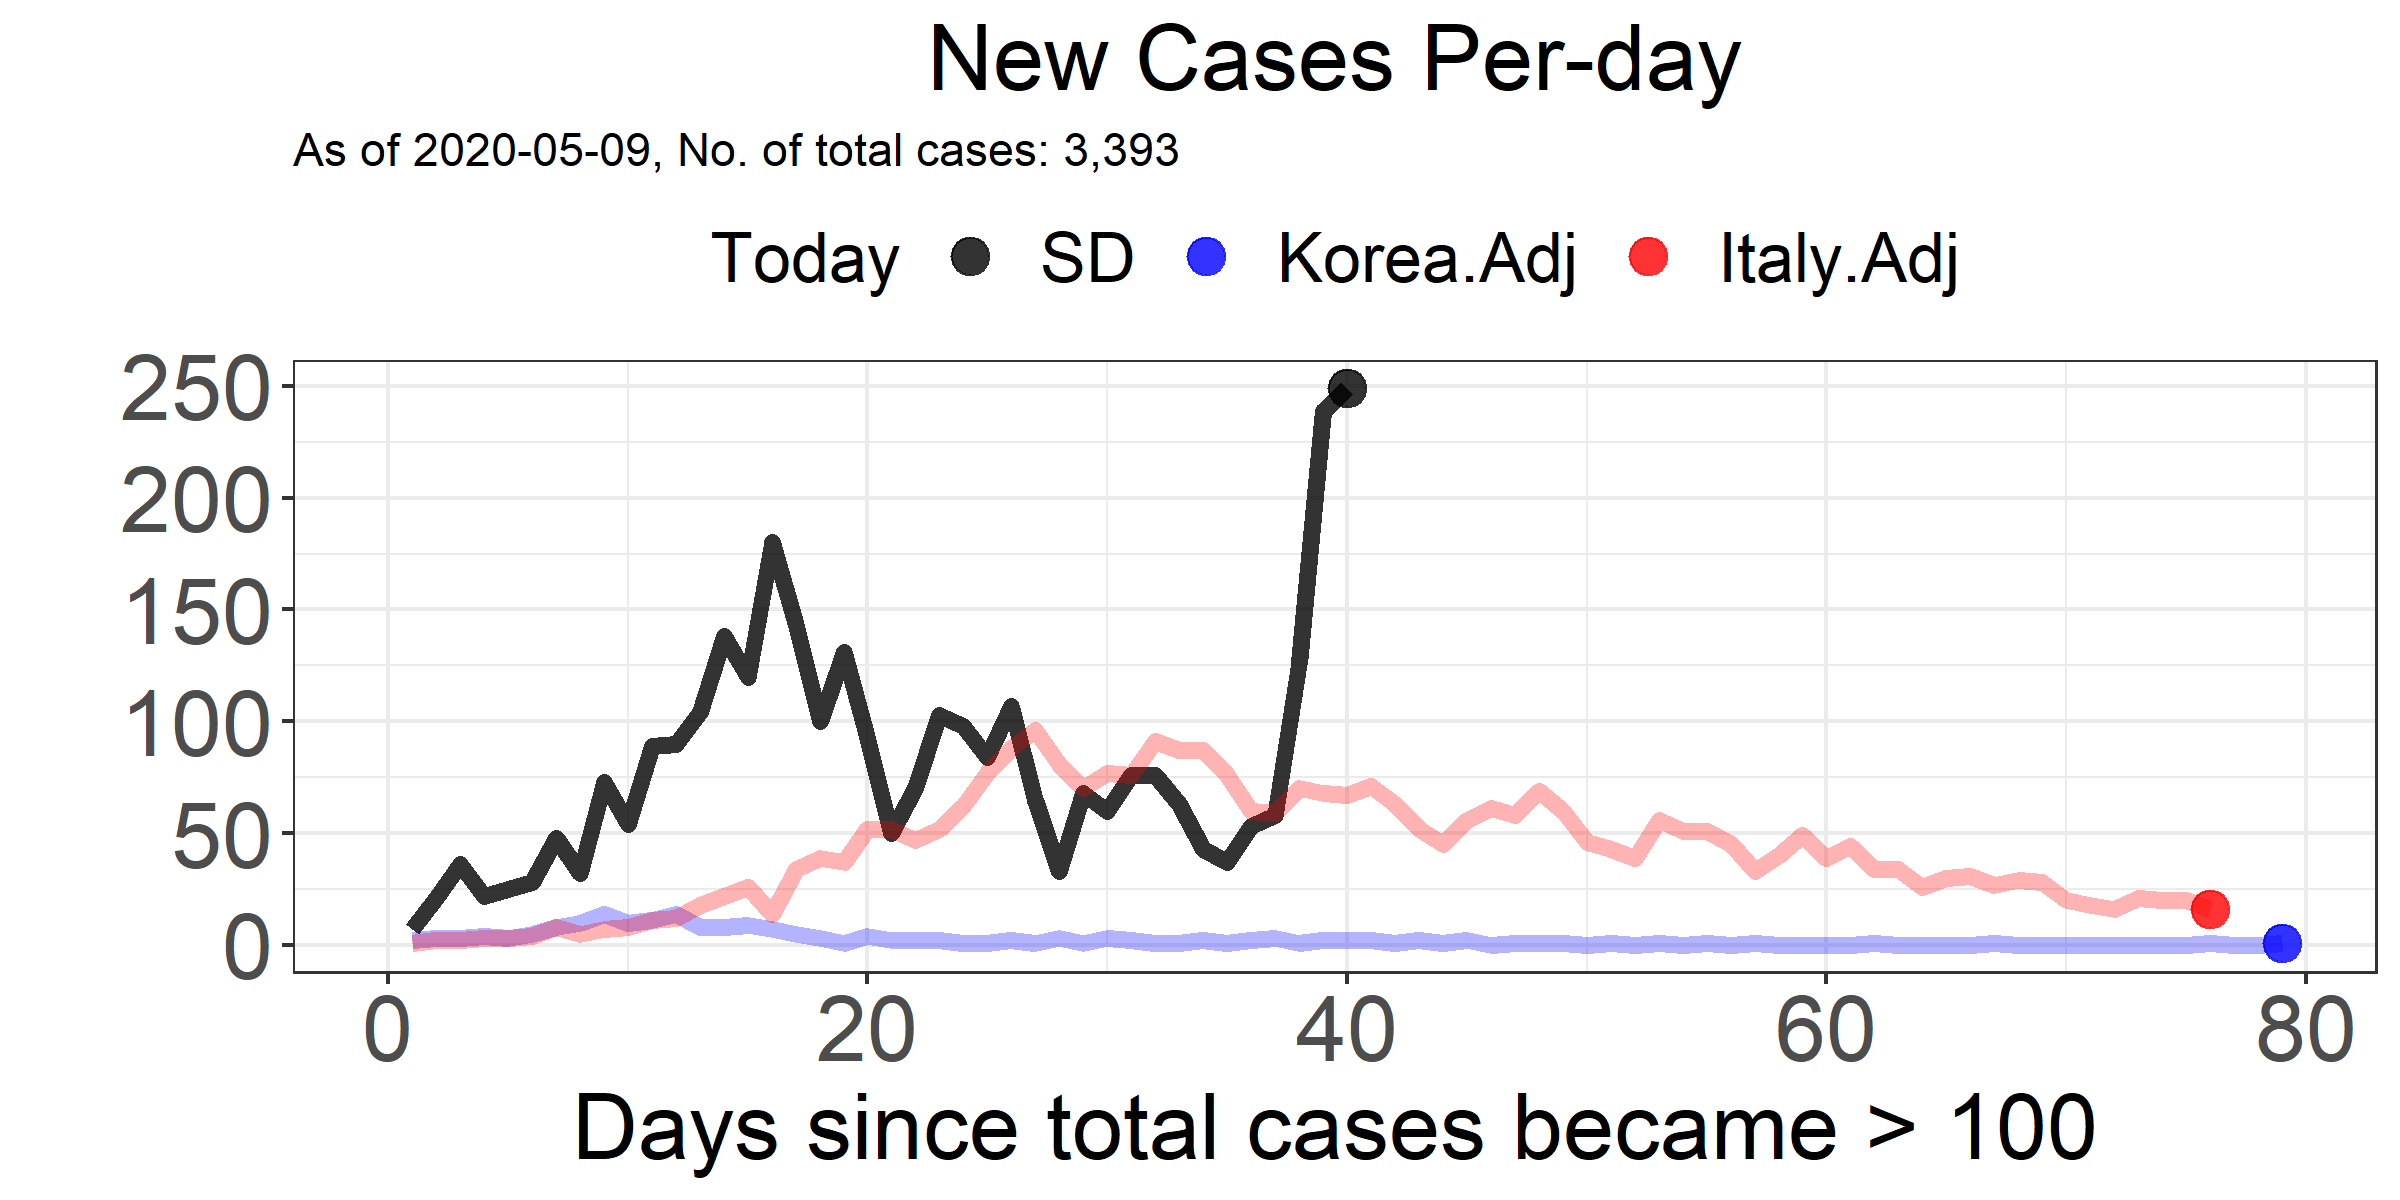 New Cases Per-day
As of 2020-05-09, No. of total cases: 3,393
Today SD Korea.Adj Italy.Adj
250
200
150
100
50
0
0 20 40 60 80
Days since total cases became > 100